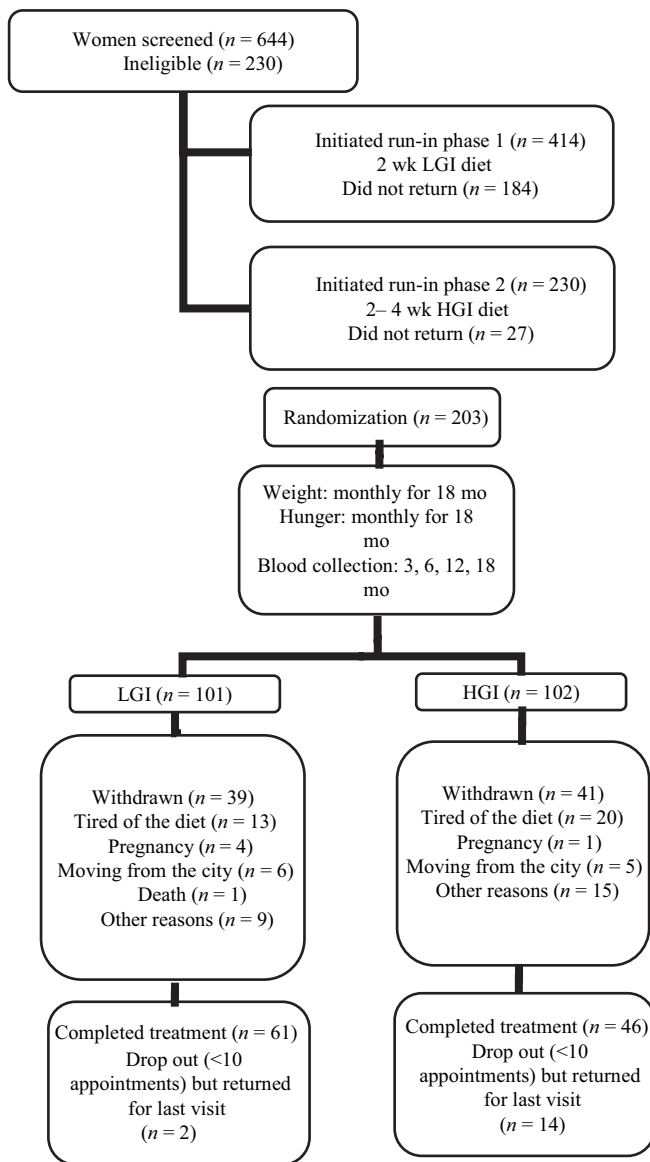 Women screened (n = 644)
Ineligible (n = 230)
Initiated run-in phase 1 (n = 414)
2 wk LGI diet
Did not return (n = 184)
Initiated run-in phase 2 (n = 230)
2– 4 wk HGI diet
Did not return (n = 27)
Randomization (n = 203)
Weight: monthly for 18 mo
Hunger: monthly for 18
mo
Blood collection: 3, 6, 12, 18
mo
LGI (n = 101)
HGI (n = 102)
Withdrawn (n = 39)
Tired of the diet (n = 13)
Pregnancy (n = 4)
Moving from the city (n = 6)
Death (n = 1)
Other reasons (n = 9)
Withdrawn (n = 41)
Tired of the diet (n = 20)
Pregnancy (n = 1)
Moving from the city (n = 5)
Other reasons (n = 15)
Completed treatment (n = 61)
Drop out (<10
appointments) but returned
for last visit
(n = 2)
Completed treatment (n = 46)
Drop out (<10
appointments) but returned
for last visit
(n = 14)